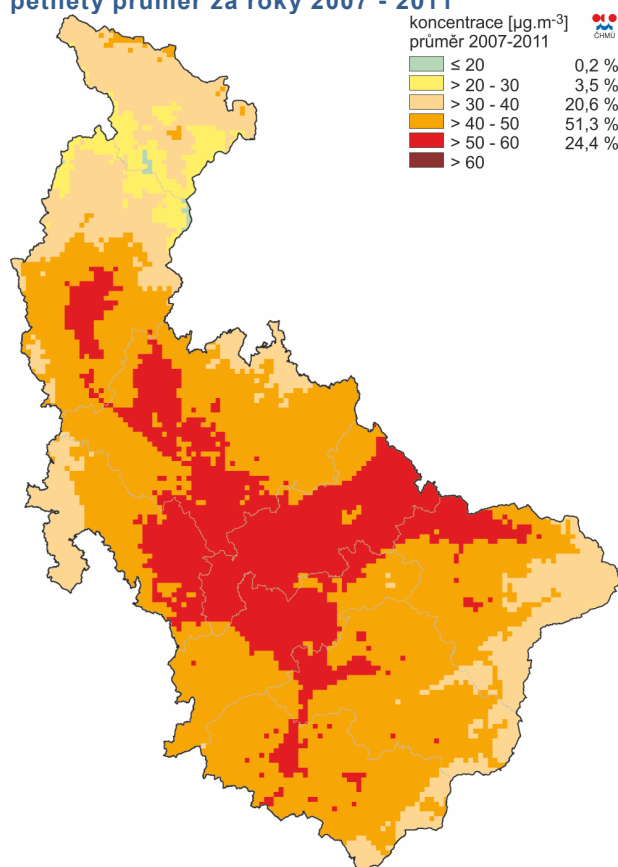 pětiletý průměr za roky 2007 - 2011
koncentrace [µg.m-3]
ČHMÚ
průměr 2007-2011
≤ 20 0,2 %
> 20 - 30 3,5 %
> 30 - 40 20,6 %
> 40 - 50 51,3 %
> 50 - 60 24,4 %
> 60